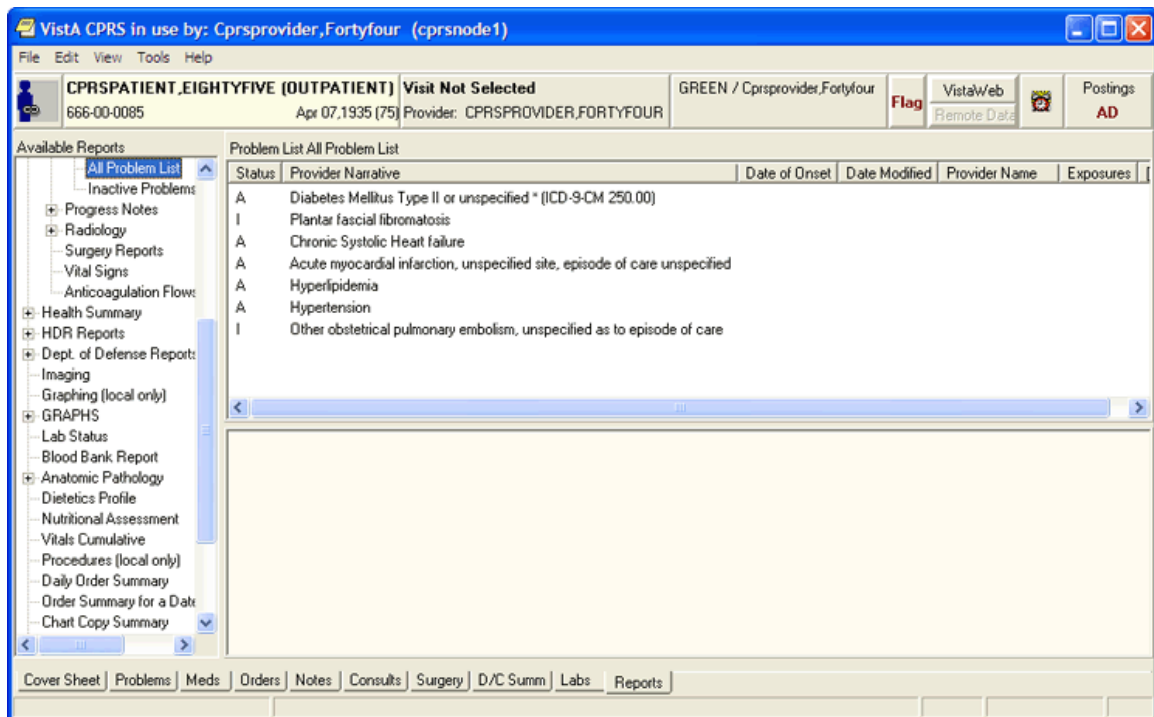 VistA CPRS in use by: Cprsprovider,Fortyfour (cprsnode1)
File Edit View Tools Help
CPRSPATIENT,EIGHTYFIVE (OUTPATIENT) Visit Not Selected GREEN / Cprsprovider,Fortyfour Flag VistaWeb Postings
666-00-0085 Apr 07,1935 (75) Provider: CPRSPROVIDER,FORTYFOUR Remote Data AD
Available Reports Problem List All Problem List
All Problem List
Inactive Problems
Progress Notes
Radiology
Surgery Reports
Vital Signs
Anticoagulation Flows
Health Summary
HDR Reports
Dept. of Defense Reports
Imaging
Graphing (local only)
GRAPHS
Lab Status
Blood Bank Report
Anatomic Pathology
Dietetics Profile
Nutritional Assessment
Vitals Cumulative
Procedures (local only)
Daily Order Summary
Order Summary for a Date
Chart Copy Summary
Status Provider Narrative Date of Onset Date Modified Provider Name Exposures
A Diabetes Mellitus Type II or unspecified * (ICD-9-CM 250.00)
I Plantar fascial fibromatosis
A Chronic Systolic Heart failure
A Acute myocardial infarction, unspecified site, episode of care unspecified
A Hyperlipidemia
A Hypertension
I Other obstetrical pulmonary embolism, unspecified as to episode of care
Cover Sheet Problems Meds Orders Notes Consults Surgery D/C Summ Labs Reports